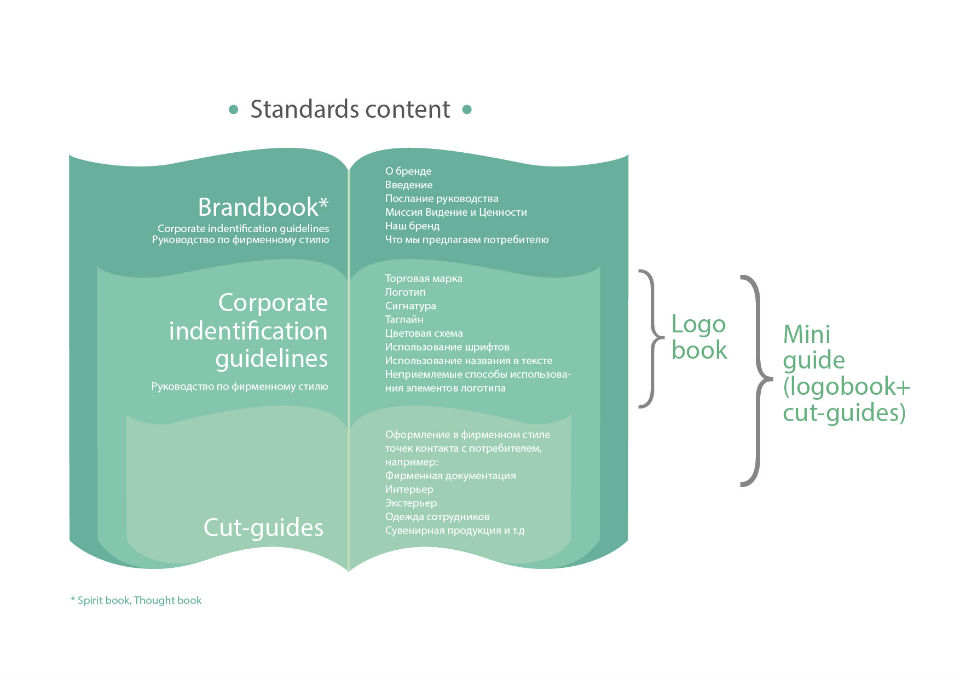 • Standards content •
Brandbook*
Corporate indentification guidelines
Руководство по фирменному стилю
О бренде
Введение
Послание руководства
Миссия Видение и Ценности
Наш бренд
Что мы предлагаем потребителю
Corporate
indentification
guidelines
Руководство по фирменному стилю
Торговая марка
Логотип
Сигнатура
Таглайн
Цветовая схема
Использование шрифтов
Использование названия в тексте
Неприемлемые способы использова-
ния элементов логотипа
Cut-guides
Оформление в фирменном стиле
точек контакта с потребителем,
например:
Фирменная документация
Интерьер
Экстерьер
Одежда сотрудников
Сувенирная продукция и т.д
Logo
book
Mini
guide
(logobook+
cut-guides)
* Spirit book, Thought book